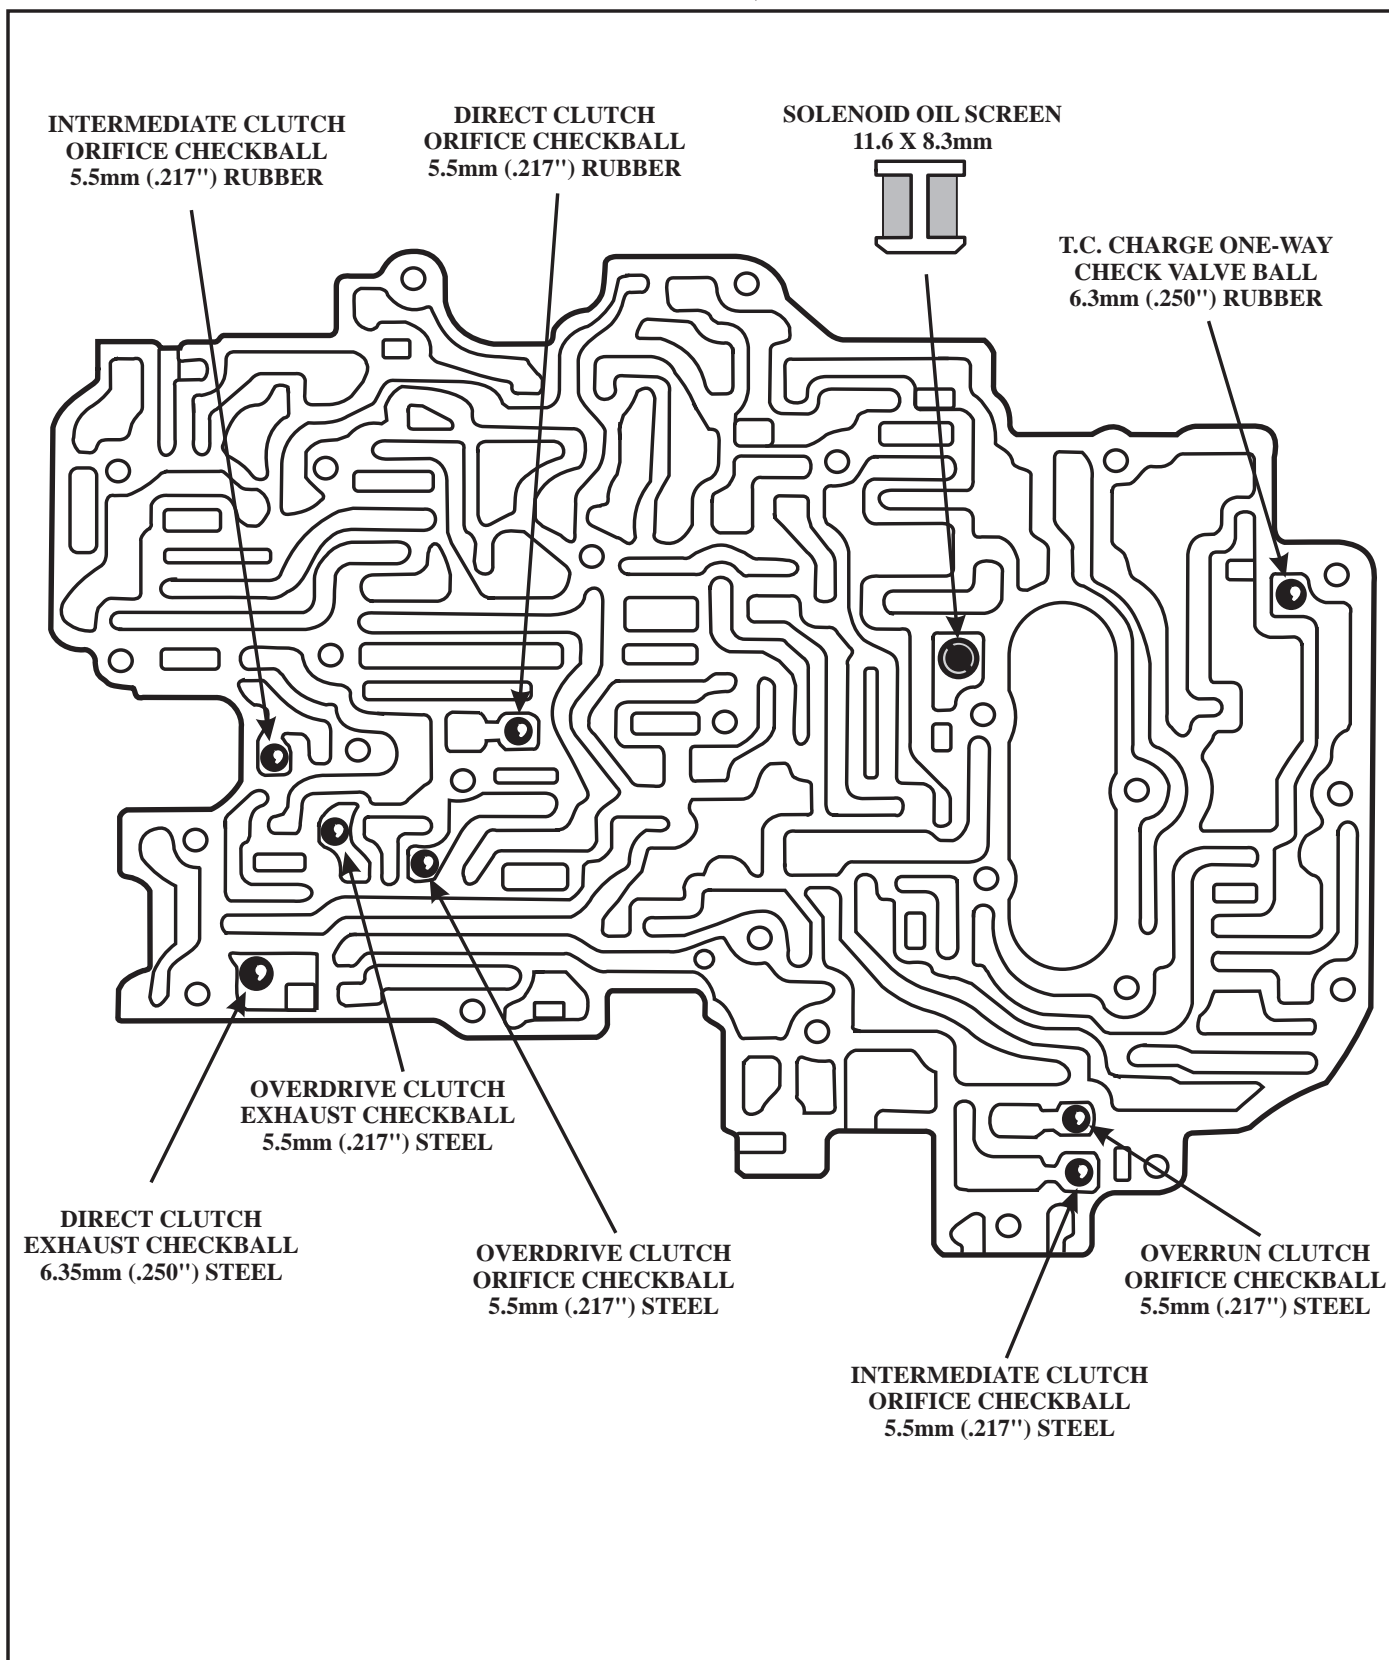 INTERMEDIATE CLUTCH
ORIFICE CHECKBALL
5.5mm (.217") RUBBER
DIRECT CLUTCH
ORIFICE CHECKBALL
5.5mm (.217") RUBBER
SOLENOID OIL SCREEN
11.6 X 8.3mm
T.C. CHARGE ONE-WAY
CHECK VALVE BALL
6.3mm (.250") RUBBER
OVERDRIVE CLUTCH
EXHAUST CHECKBALL
5.5mm (.217") STEEL
DIRECT CLUTCH
EXHAUST CHECKBALL
6.35mm (.250") STEEL
OVERDRIVE CLUTCH
ORIFICE CHECKBALL
5.5mm (.217") STEEL
OVERRUN CLUTCH
ORIFICE CHECKBALL
5.5mm (.217") STEEL
INTERMEDIATE CLUTCH
ORIFICE CHECKBALL
5.5mm (.217") STEEL